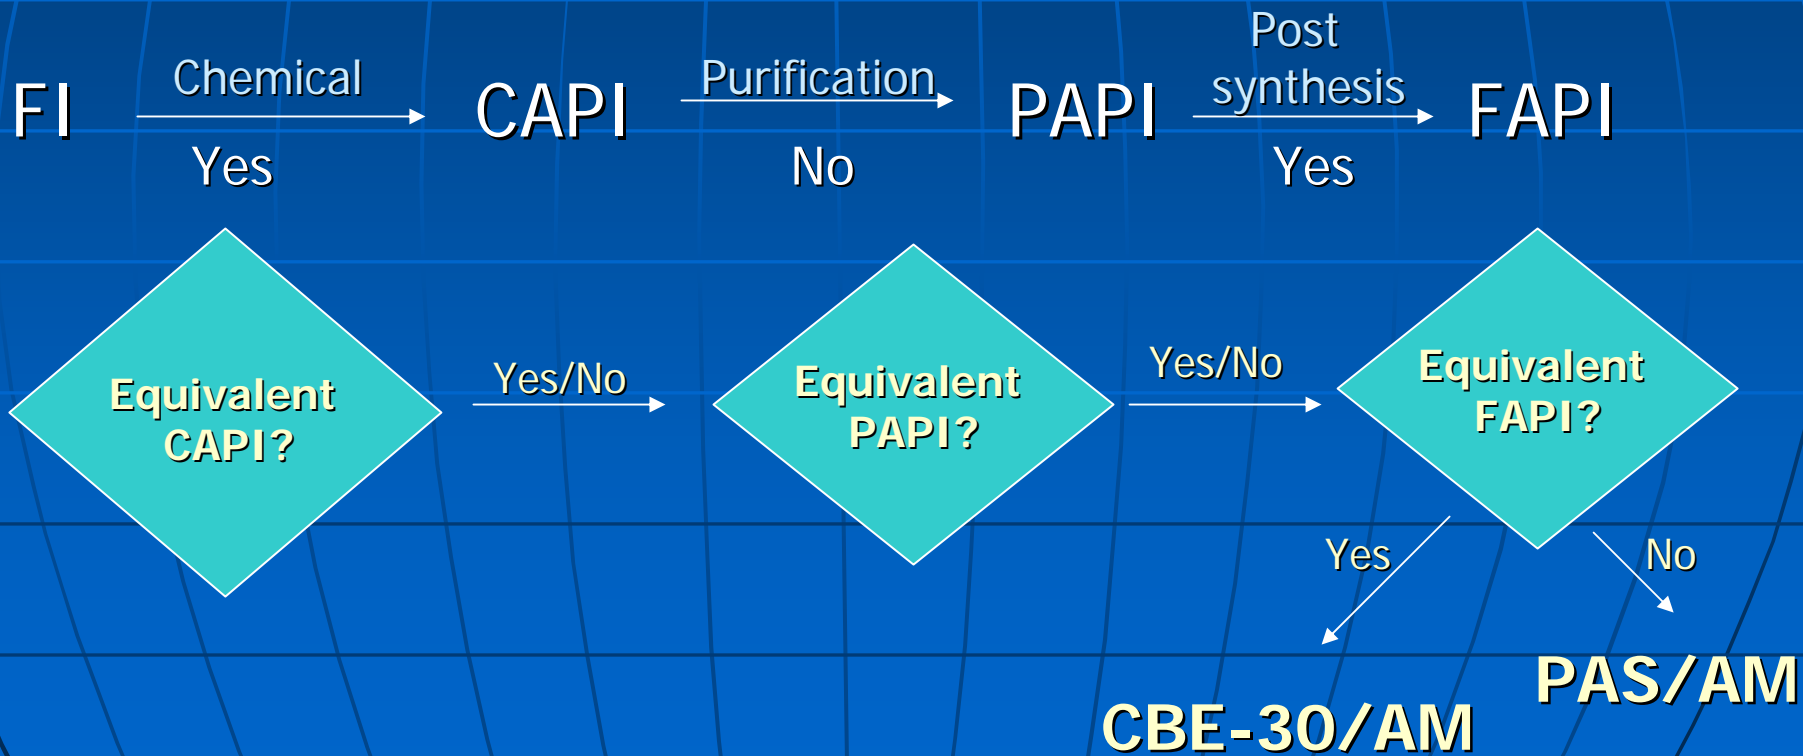 Post
Chemical
Purification
synthesis
FI
CAPI
PAPI
FAPI
Yes
No
Yes
Equivalent
CAPI?
Yes/No
Equivalent
PAPI?
Yes/No
Equivalent
FAPI?
Yes
No
CBE-30/AM
PAS/AM